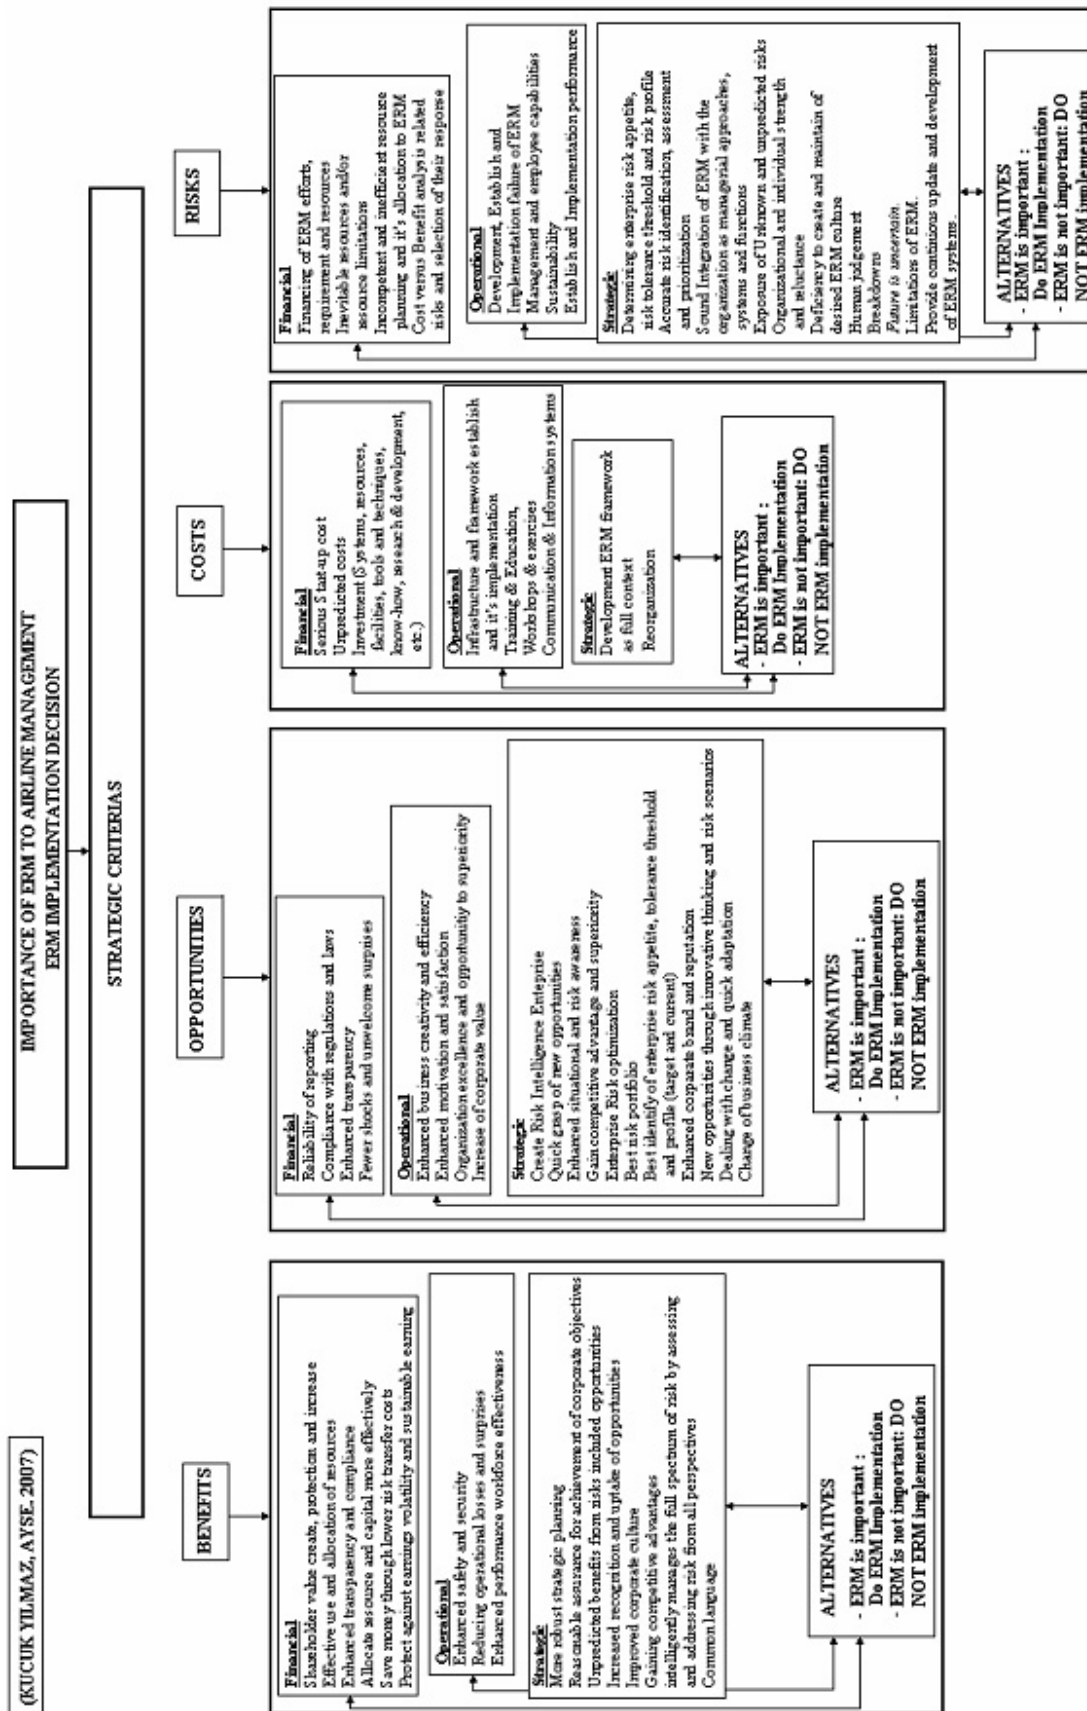 (KUCUK YILMAZ, AYSE. 2007)
IMPORTANCE OF ERM TO AIRLINE MANAGEMENT
ERM IMPLEMENTATION DECISION
STRATEGIC CRITERIAS
BENEFITS
Financial
Shareholder value create, protection and increase
Effective use and allocation of resources
Enhanced transparency and compliance
Allocate resource and capital more effectively
Save money through lower risk transfer costs
Protect against earnings volatility and sustainable earning
Operational
Enhanced safety and security
Reducing operational losses and surprises
Enhanced performance workforce effectiveness
Strategic
More robust strategic planning
Reasonable assurance for achievement of corporate objectives
Unpredicted benefits from risks included opportunities
Increased recognition and uptake of opportunities
Improved corporate culture
Gaining competitive advantages
intelligently manages the full spectrum of risk by assessing
and addressing risk from all perspectives
Common language
ALTERNATIVES
- ERM is important :
Do ERM Implementation
- ERM is not important: DO
NOT ERM implementation
OPPORTUNITIES
Financial
Reliability of reporting
Compliance with regulations and laws
Enhanced transparency
Fewer shocks and unwelcome surprises
Operational
Enhanced business creativity and efficiency
Enhanced motivation and satisfaction
Organization excellence and opportunitiy to superiority
Increase of corporate value
Strategic
Create Risk Intelligence Enteprise
Quick grasp of new opportunities
Enhanced situational and risk awareness
Gain competitive advantage and superiority
Enterprise Risk optimization
Best risk portfolio
Best identify of enterprise risk appetite, tolerance threshold
and profile (target and current)
Enhanced corporate brand and reputation
New opportunities through innovative thinking and risk scenarios
Dealing with change and quick adaptation
Change of business climate
ALTERNATIVES
- ERM is important :
Do ERM Implementation
- ERM is not important: DO
NOT ERM implementation
COSTS
Financial
Serious Start-up cost
Unpredicted costs
Investment (Systems, resources,
facilities, tools and techniques,
know-how, research & development,
etc.)
Operational
Infrastructure and framework establish
and it's implementation
Training & Education,
Workshops & exercises
Communication & Information systems
Strategic
Development ERM framework
as full context
Reorganization
ALTERNATIVES
- ERM is important :
Do ERM Implementation
- ERM is not important: DO
NOT ERM implementation
RISKS
Financial
Financing of ERM efforts,
requirement and resources
Inevitable resources and/or
resource limitations
Incompetent and inefficient resource
planning and it's allocation to ERM
Cost versus Benefit analysis related
risks and selection of their response
Operational
Development, Establish and
Implementation failure of ERM
Management and employee capabilities
Sustainability
Establish and Implementation performance
Strategic
Determining enterprise risk appetite,
risk tolerance threshold and risk profile
Accurate risk identification, assessment
and prioritization
Sound Integration of ERM with the
organization as managerial approaches,
systems and functions
Exposure of Unknown and unpredicted risks
Organizational and individual strength
and reluctance
Deficiency to create and maintain of
desired ERM culture
Human judgement
Breakdowns
Future is uncertain.
Limitations of ERM.
Provide continious update and development
of ERM systems.
ALTERNATIVES
- ERM is important :
Do ERM Implementation
- ERM is not important: DO
NOT ERM implementation